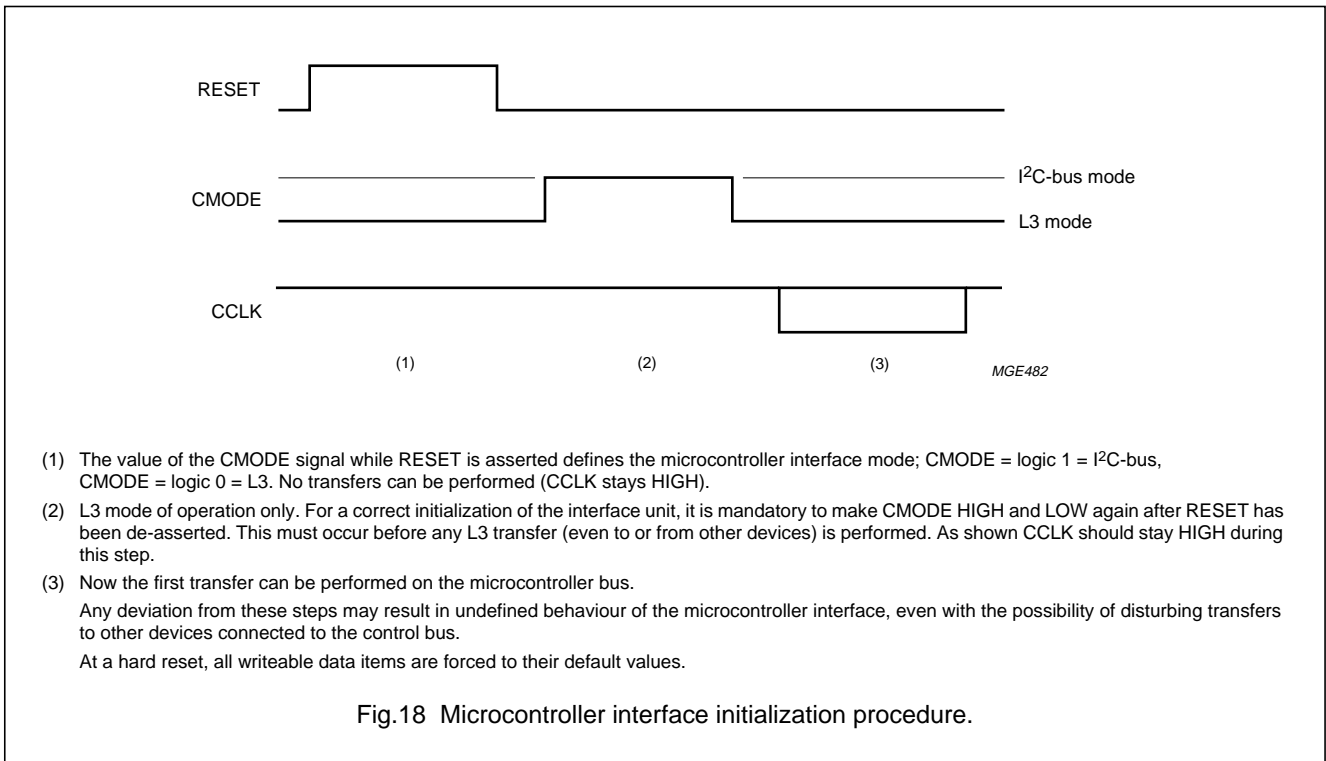 RESET
I2C-bus mode
CMODE
L3 mode
CCLK
(1) (2) (3)
MGE482
(1) The value of the CMODE signal while RESET is asserted defines the microcontroller interface mode; CMODE = logic 1 = I2C-bus,
CMODE = logic 0 = L3. No transfers can be performed (CCLK stays HIGH).
(2) L3 mode of operation only. For a correct initialization of the interface unit, it is mandatory to make CMODE HIGH and LOW again after RESET has
been de-asserted. This must occur before any L3 transfer (even to or from other devices) is performed. As shown CCLK should stay HIGH during
this step.
(3) Now the first transfer can be performed on the microcontroller bus.
Any deviation from these steps may result in undefined behaviour of the microcontroller interface, even with the possibility of disturbing transfers
to other devices connected to the control bus.
At a hard reset, all writeable data items are forced to their default values.
Fig.18 Microcontroller interface initialization procedure.